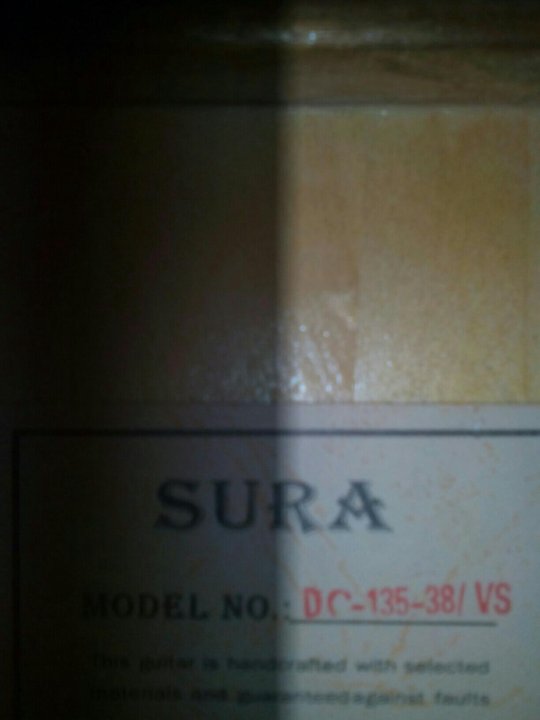 SURA
MODEL NO.: DC-135-38/ VS
This guitar is handcrafted with selected
materials and guaranteed against faults